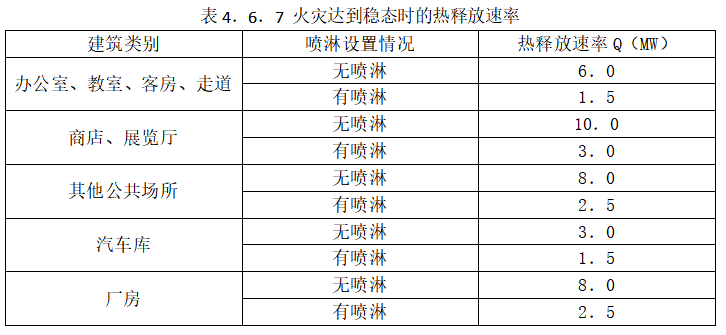 表4．6．7 火灾达到稳态时的热释放速率
建筑类别 喷淋设置情况 热释放速率Q（MW）
办公室、教室、客房、走道 无喷淋 6．0
有喷淋 1．5
商店、展览厅 无喷淋 10．0
有喷淋 3．0
其他公共场所 无喷淋 8．0
有喷淋 2．5
汽车库 无喷淋 3．0
有喷淋 1．5
厂房 无喷淋 8．0
有喷淋 2．5